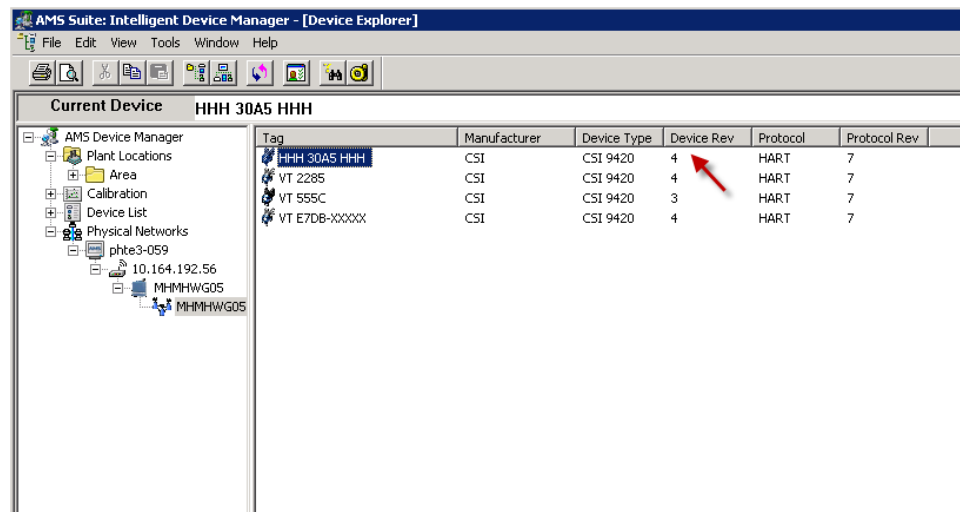 AMS Suite: Intelligent Device Manager - [Device Explorer]
File Edit View Tools Window Help
Current Device HHH 30A5 HHH
AMS Device Manager
Plant Locations
Area
Calibration
Device List
Physical Networks
phte3-059
10.164.192.56
MHMHWG05
MHMHWG05
Tag Manufacturer Device Type Device Rev Protocol Protocol Rev
HHH 30A5 HHH CSI CSI 9420 4 HART 7
VT 2285 CSI CSI 9420 4 HART 7
VT 555C CSI CSI 9420 3 HART 7
VT E7DB-XXXXX CSI CSI 9420 4 HART 7